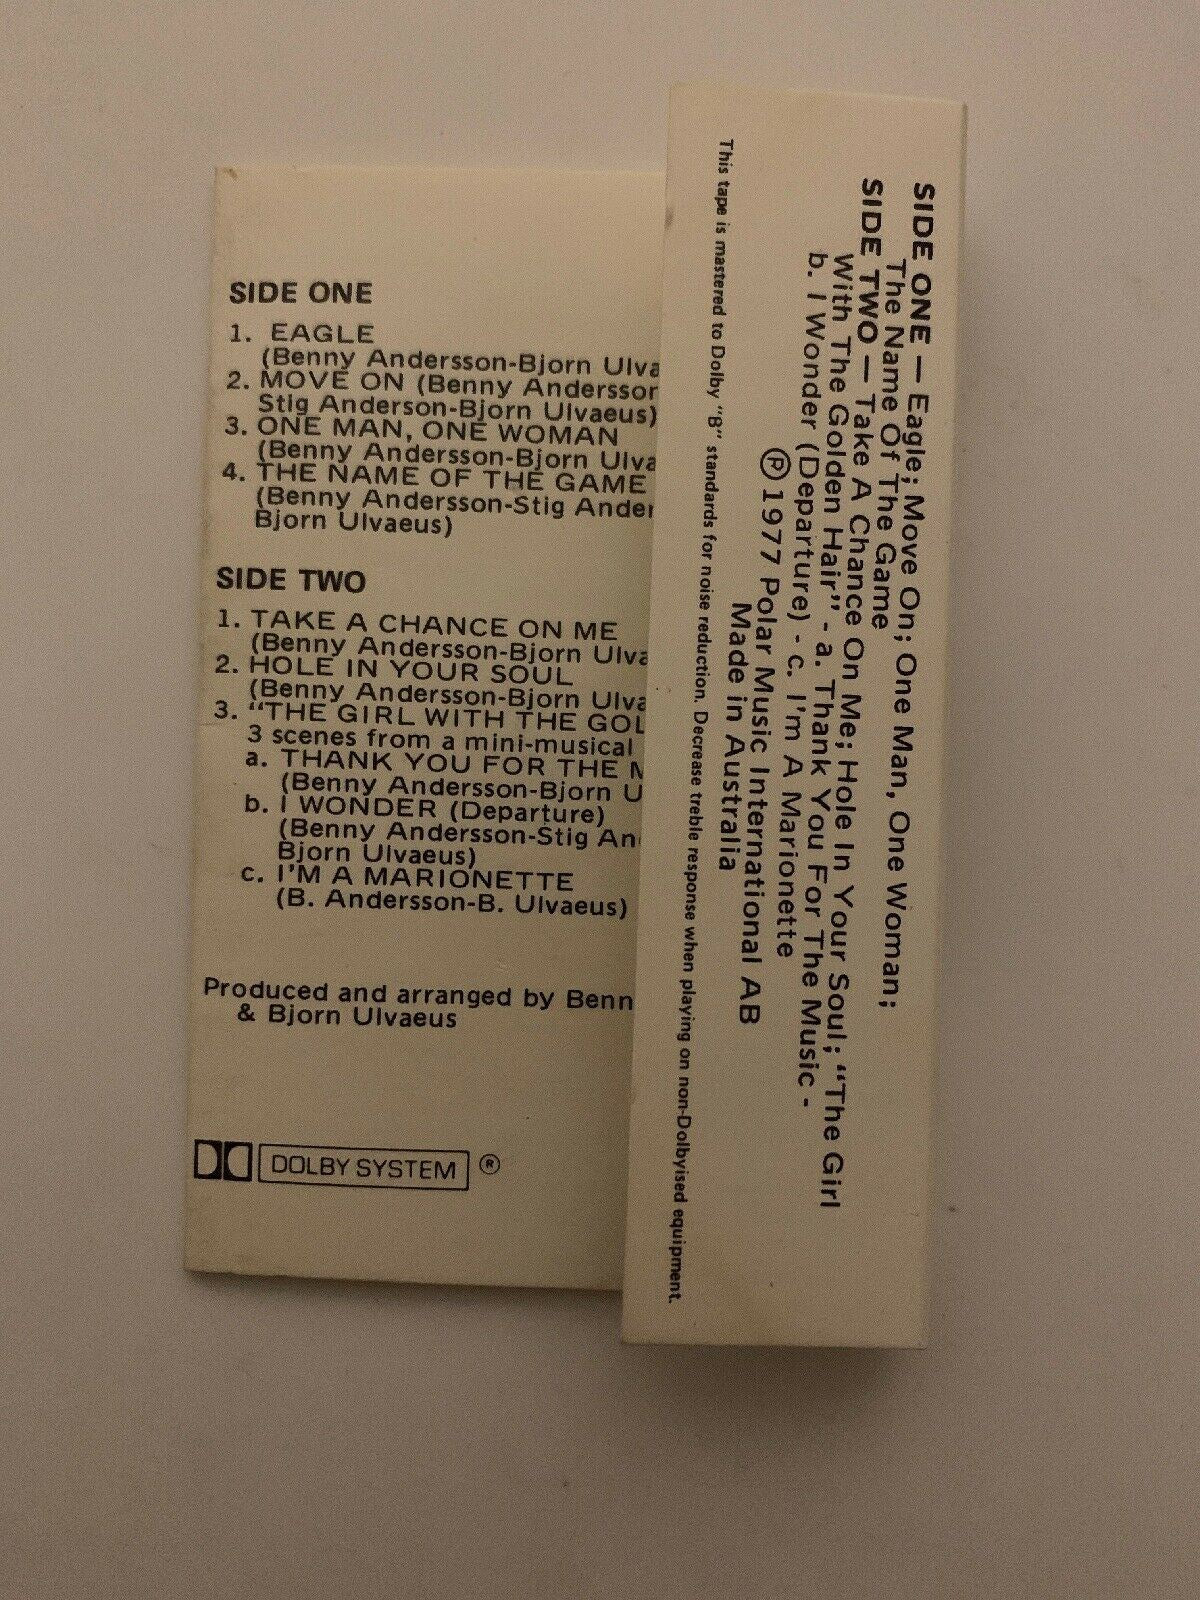 SIDE ONE
1. EAGLE
(Benny Andersson-Bjorn Ulva
2. MOVE ON (Benny Andersson
Stig Anderson-Bjorn Ulvaeus)
3. ONE MAN, ONE WOMAN
(Benny Andersson-Bjorn Ulva
4. THE NAME OF THE GAME
(Benny Andersson-Stig Ander
Bjorn Ulvaeus)
SIDE TWO
1. TAKE A CHANCE ON ME
(Benny Andersson-Bjorn Ulva
2. HOLE IN YOUR SOUL
(Benny Andersson-Bjorn Ulva
3. "THE GIRL WITH THE GOL
3 scenes from a mini-musical
a. THANK YOU FOR THE M
(Benny Andersson-Bjorn U
b. I WONDER (Departure)
(Benny Andersson-Stig An
Bjorn Ulvaeus)
c. I'M A MARIONETTE
(B. Andersson-B. Ulvaeus)
Produced and arranged by Benn
& Bjorn Ulvaeus
DOLBY SYSTEM ®
SIDE ONE — Eagle; Move On; One Man, One Woman;
The Name Of The Game
SIDE TWO — Take A Chance On Me; Hole In Your Soul; "The Girl
With The Golden Hair" - a. Thank You For The Music -
b. I Wonder (Departure) - c. I'm A Marionette
℗ 1977 Polar Music International AB
Made in Australia
This tape is mastered to Dolby "B" standards for noise reduction. Decrease treble response when playing on non-Dolbyised equipment.